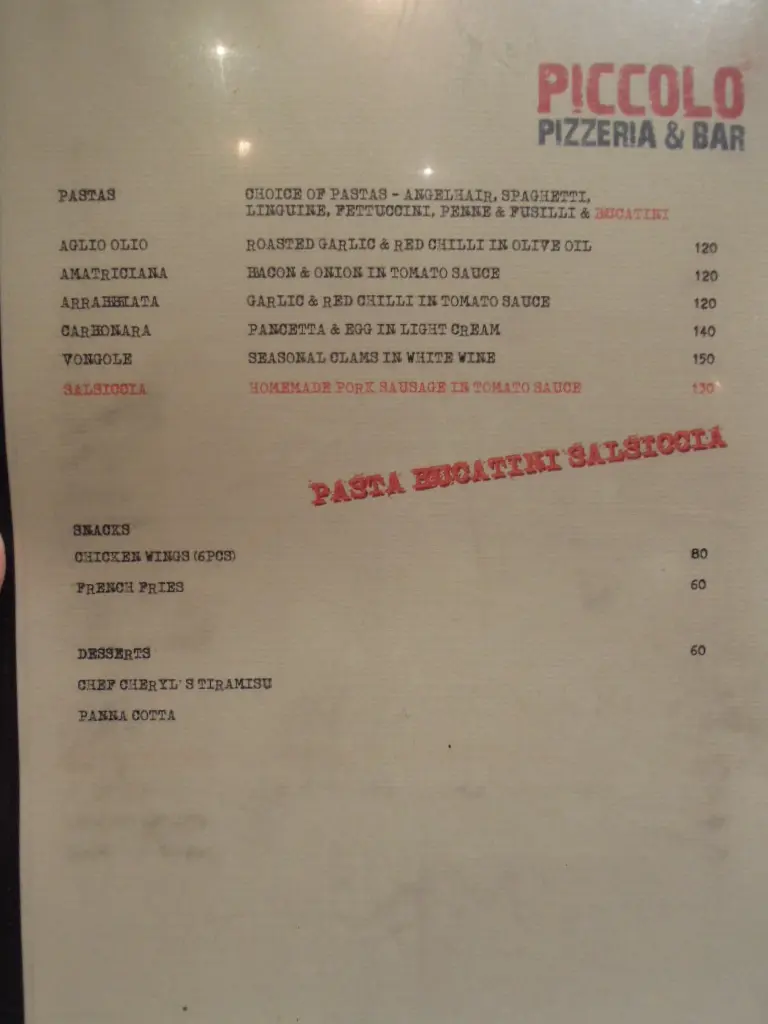 PICCOLO
PIZZERIA & BAR
PASTAS CHOICE OF PASTAS - ANGELHAIR, SPAGHETTI,
LINGUINE, FETTUCCINI, PENNE & FUSILLI & BUCATINI
AGLIO OLIO ROASTED GARLIC & RED CHILLI IN OLIVE OIL 120
AMATRICIANA BACON & ONION IN TOMATO SAUCE 120
ARRABBIATA GARLIC & RED CHILLI IN TOMATO SAUCE 120
CARBONARA PANCETTA & EGG IN LIGHT CREAM 140
VONGOLE SEASONAL CLAMS IN WHITE WINE 150
SALSICCIA HOMEMADE PORK SAUSAGE IN TOMATO SAUCE 130
PASTA BUCATINI SALSICCIA
SNACKS
CHICKEN WINGS (6PCS) 80
FRENCH FRIES 60
DESSERTS 60
CHEF CHERYL'S TIRAMISU
PANNA COTTA